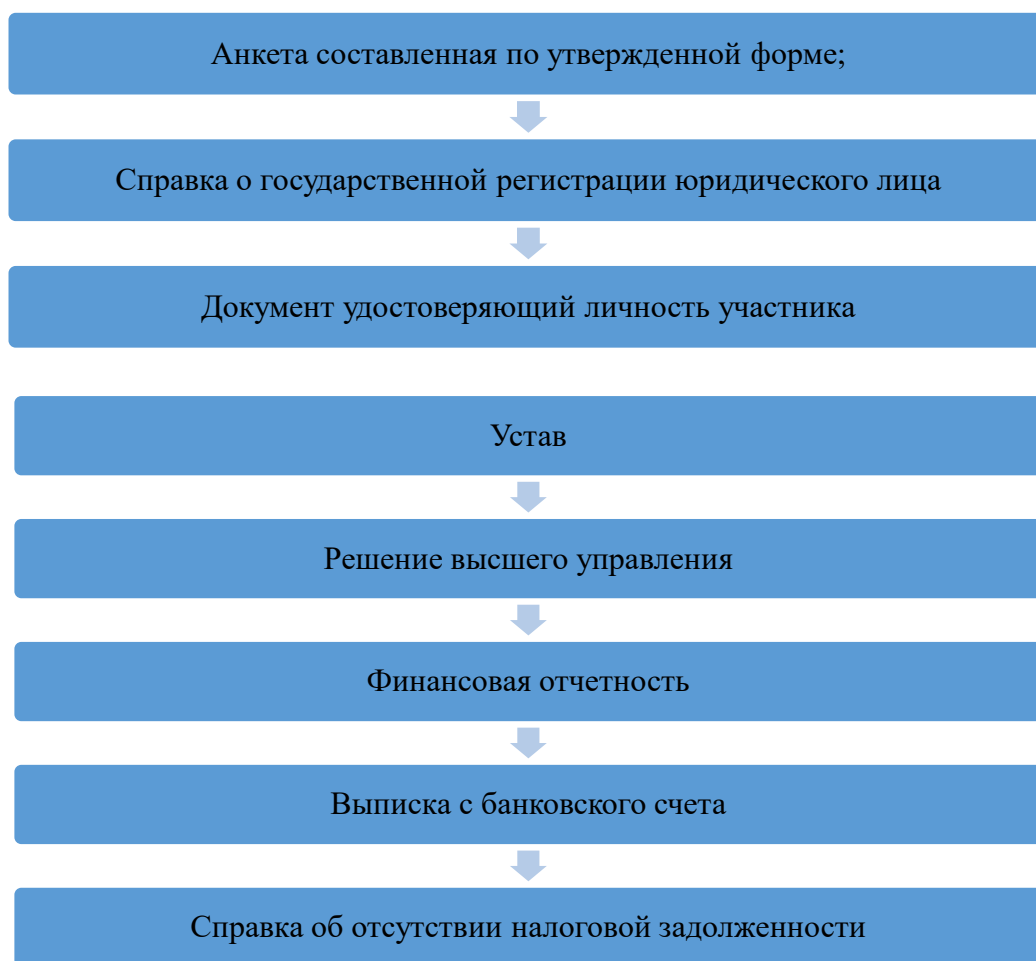 Анкета составленная по утвержденной форме;
Справка о государственной регистрации юридического лица
Документ удостоверяющий личность участника
Устав
Решение высшего управления
Финансовая отчетность
Выписка с банковского счета
Справка об отсутствии налоговой задолженности